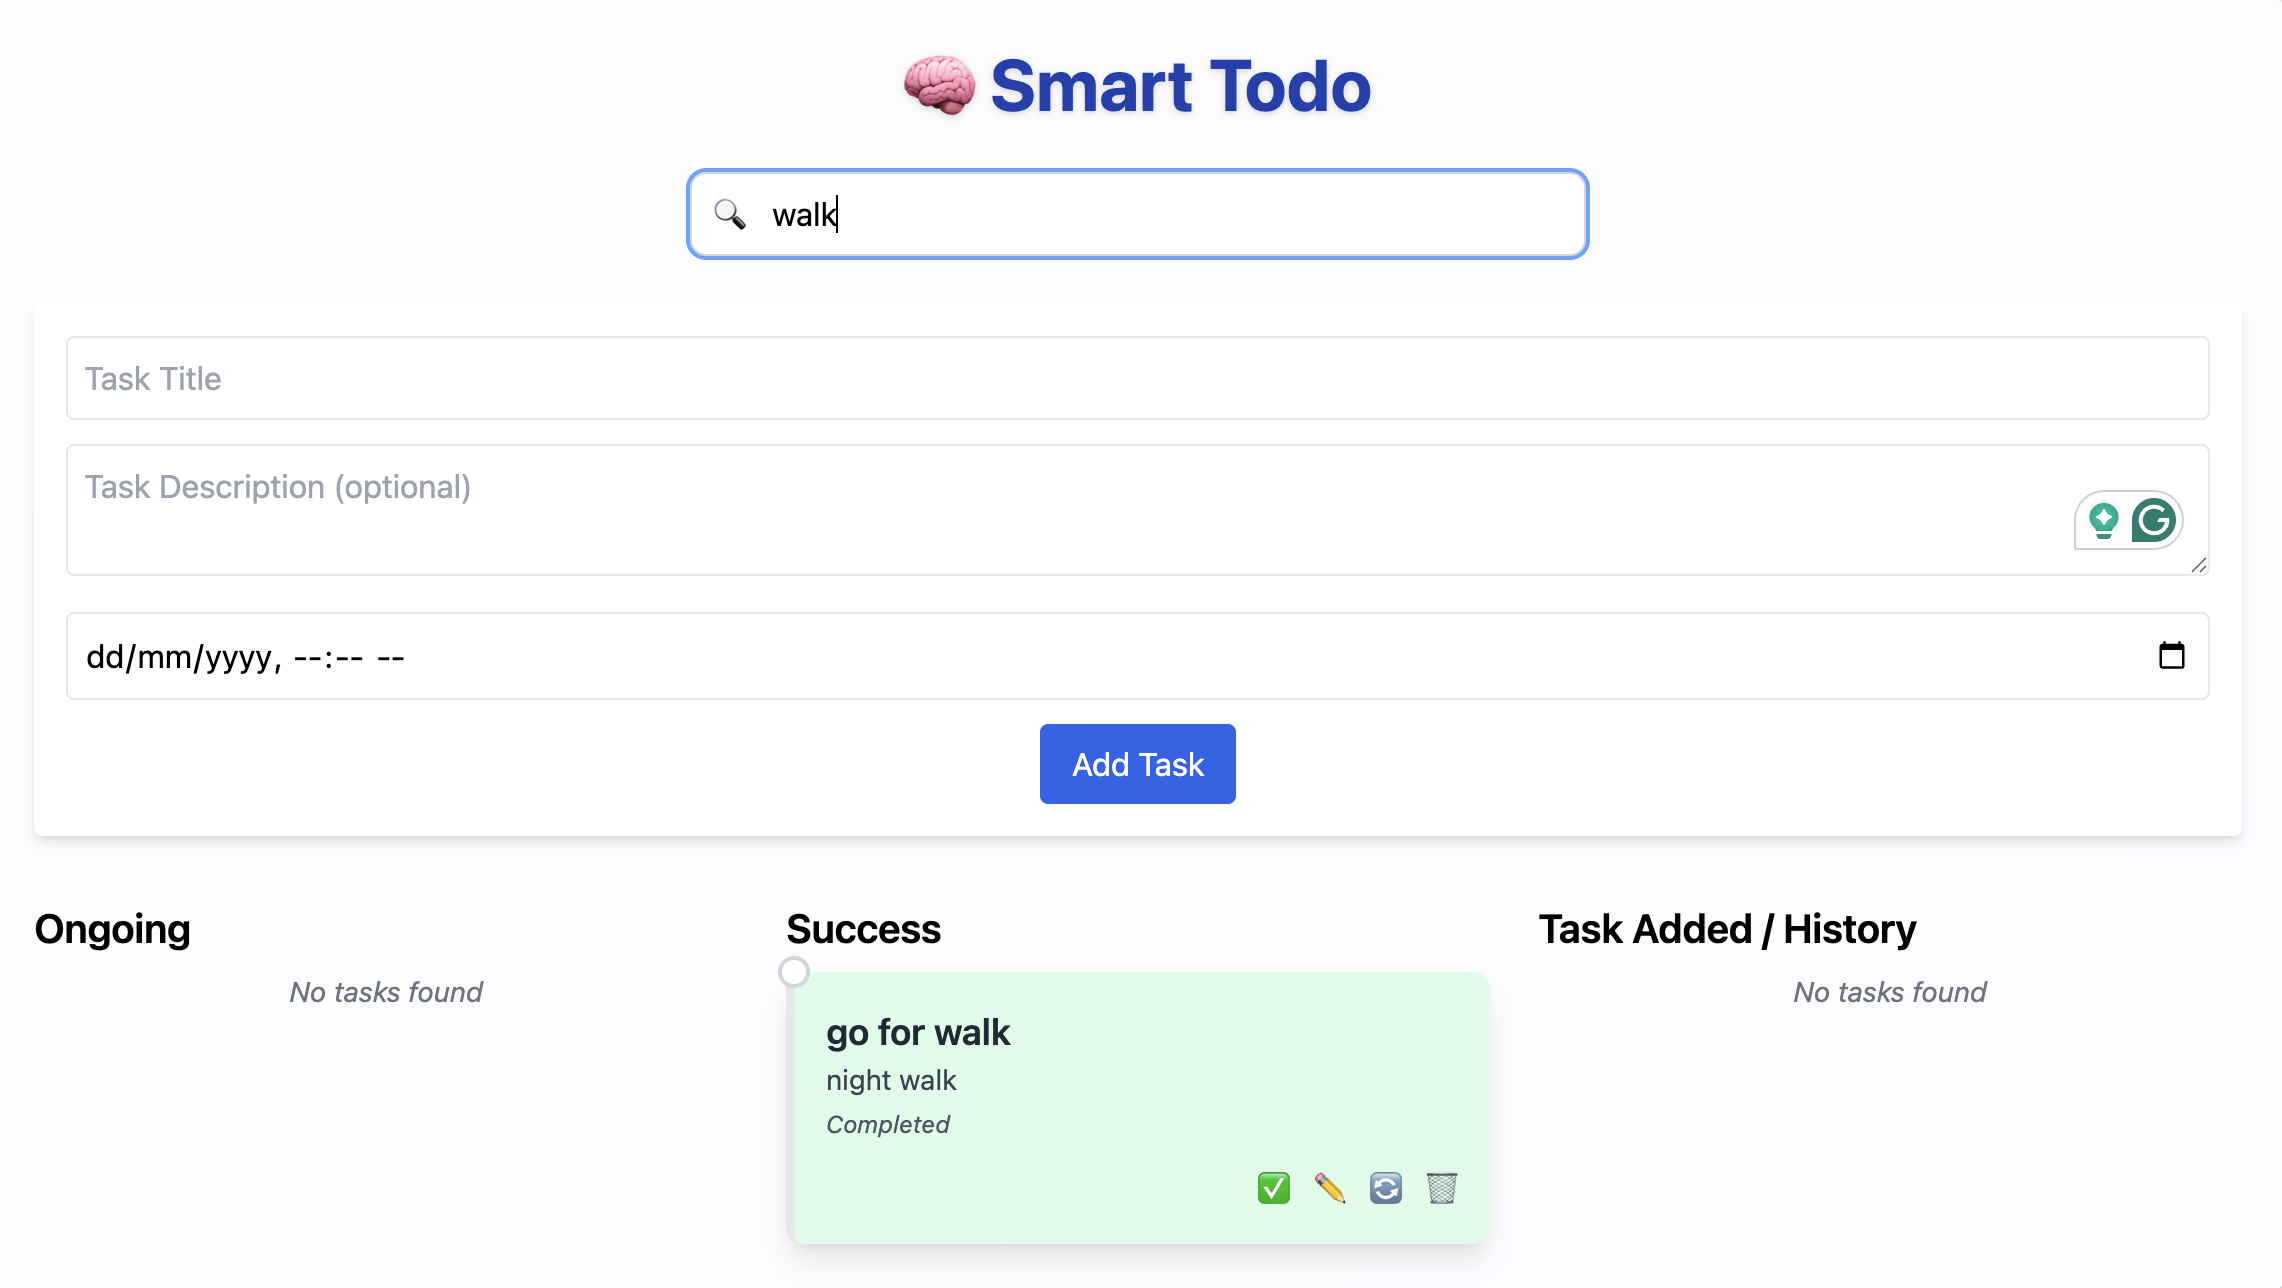 Smart Todo
walk
Task Title
Task Description (optional)
dd/mm/yyyy, --:-- --
Add Task
Ongoing
No tasks found
Success
go for walk
night walk
Completed
Task Added / History
No tasks found